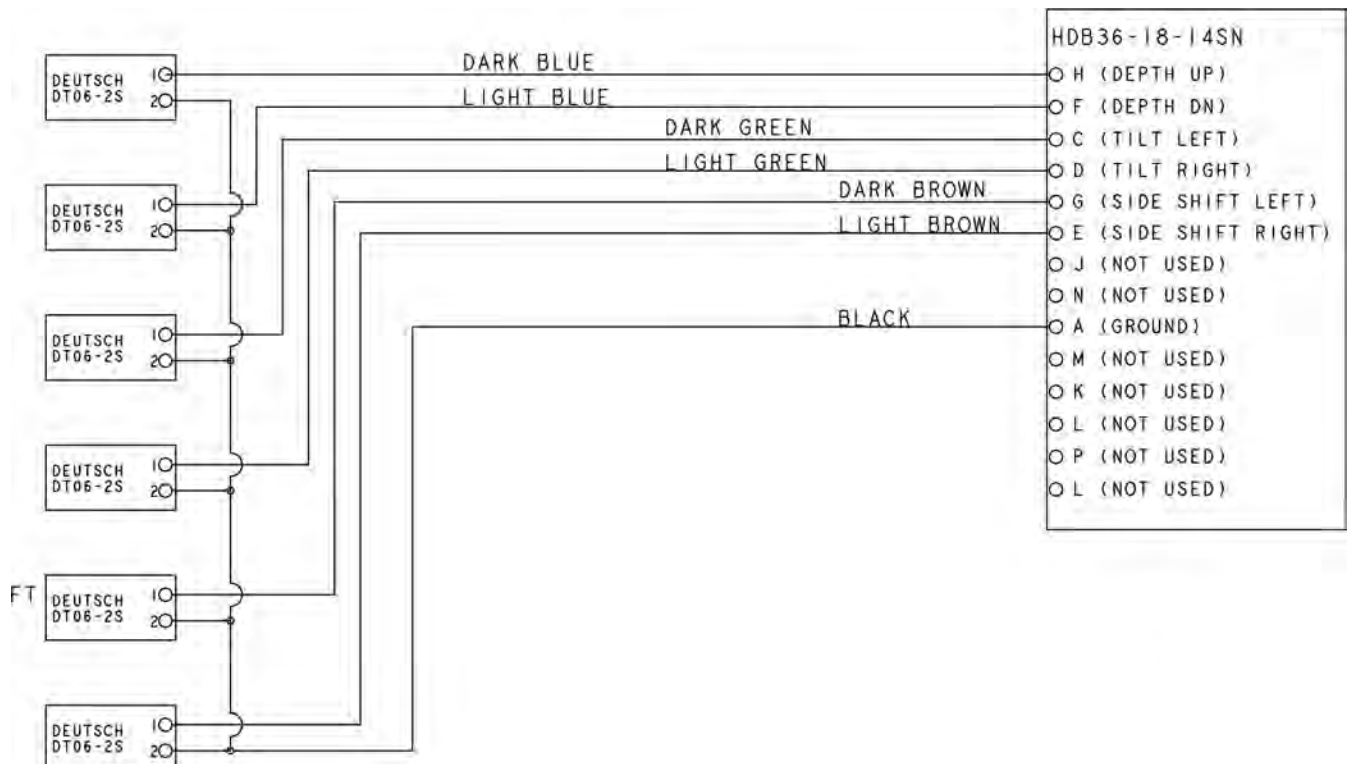 HDB36-18-14SN
DEUTSCH 1
DT06-2S 2
DARK BLUE
H (DEPTH UP)
LIGHT BLUE
F (DEPTH DN)
DARK GREEN
C (TILT LEFT)
LIGHT GREEN
D (TILT RIGHT)
DEUTSCH 1
DT06-2S 2
DARK BROWN
G (SIDE SHIFT LEFT)
LIGHT BROWN
E (SIDE SHIFT RIGHT)
J (NOT USED)
N (NOT USED)
DEUTSCH 1
DT06-2S 2
BLACK
A (GROUND)
M (NOT USED)
K (NOT USED)
L (NOT USED)
P (NOT USED)
L (NOT USED)
DEUTSCH 1
DT06-2S 2
FT
DEUTSCH 1
DT06-2S 2
DEUTSCH 1
DT06-2S 2